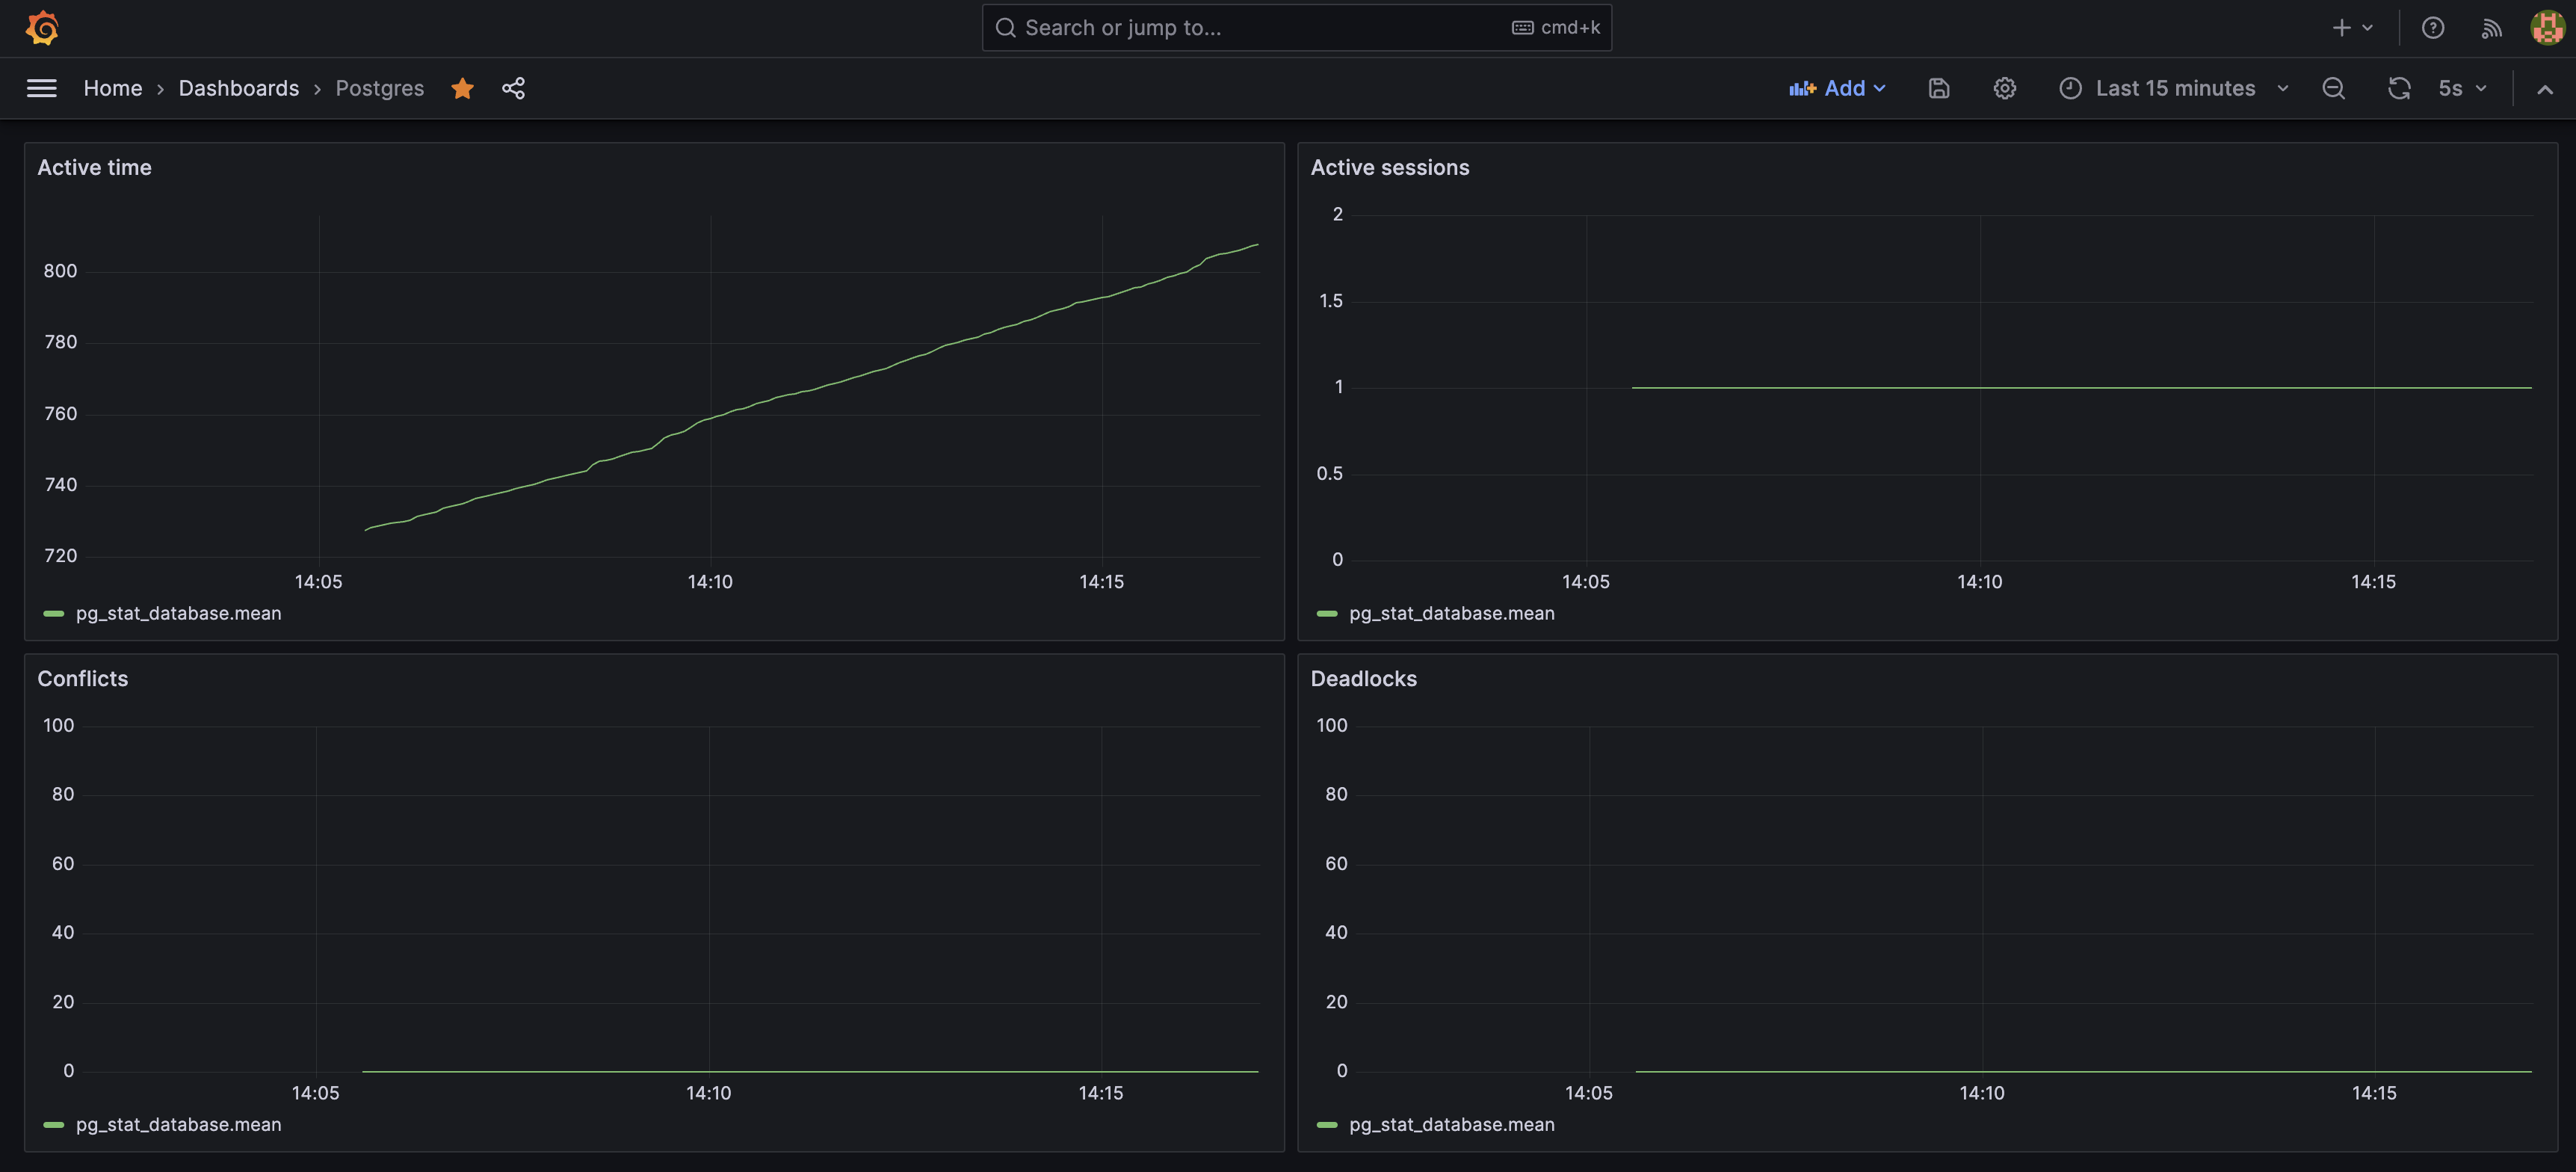 Search or jump to... cmd+k
Home › Dashboards › Postgres Add Last 15 minutes 5s
Active time
800
780
760
740
720
14:05 14:10 14:15
pg_stat_database.mean
Active sessions
2
1.5
1
0.5
0
14:05 14:10 14:15
pg_stat_database.mean
Conflicts
100
80
60
40
20
0
14:05 14:10 14:15
pg_stat_database.mean
Deadlocks
100
80
60
40
20
0
14:05 14:10 14:15
pg_stat_database.mean